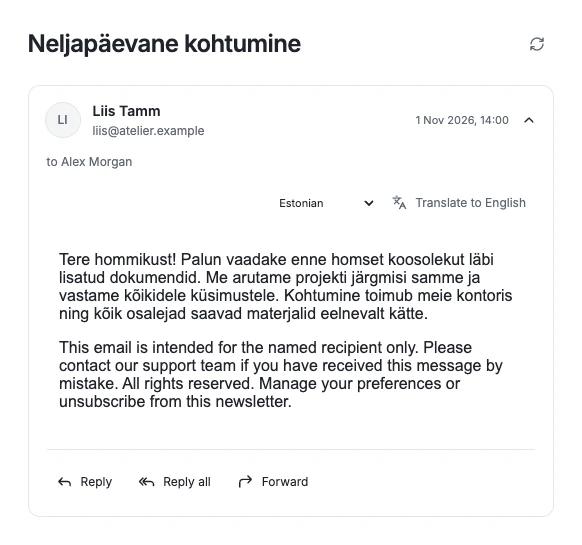 Neljapäevane kohtumine
LI
Liis Tamm
liis@atelier.example
1 Nov 2026, 14:00
to Alex Morgan
Estonian
Translate to English
Tere hommikust! Palun vaadake enne homset koosolekut läbi
lisatud dokumendid. Me arutame projekti järgmisi samme ja
vastame kõikidele küsimustele. Kohtumine toimub meie kontoris
ning kõik osalejad saavad materjalid eelnevalt kätte.
This email is intended for the named recipient only. Please
contact our support team if you have received this message by
mistake. All rights reserved. Manage your preferences or
unsubscribe from this newsletter.
Reply
Reply all
Forward